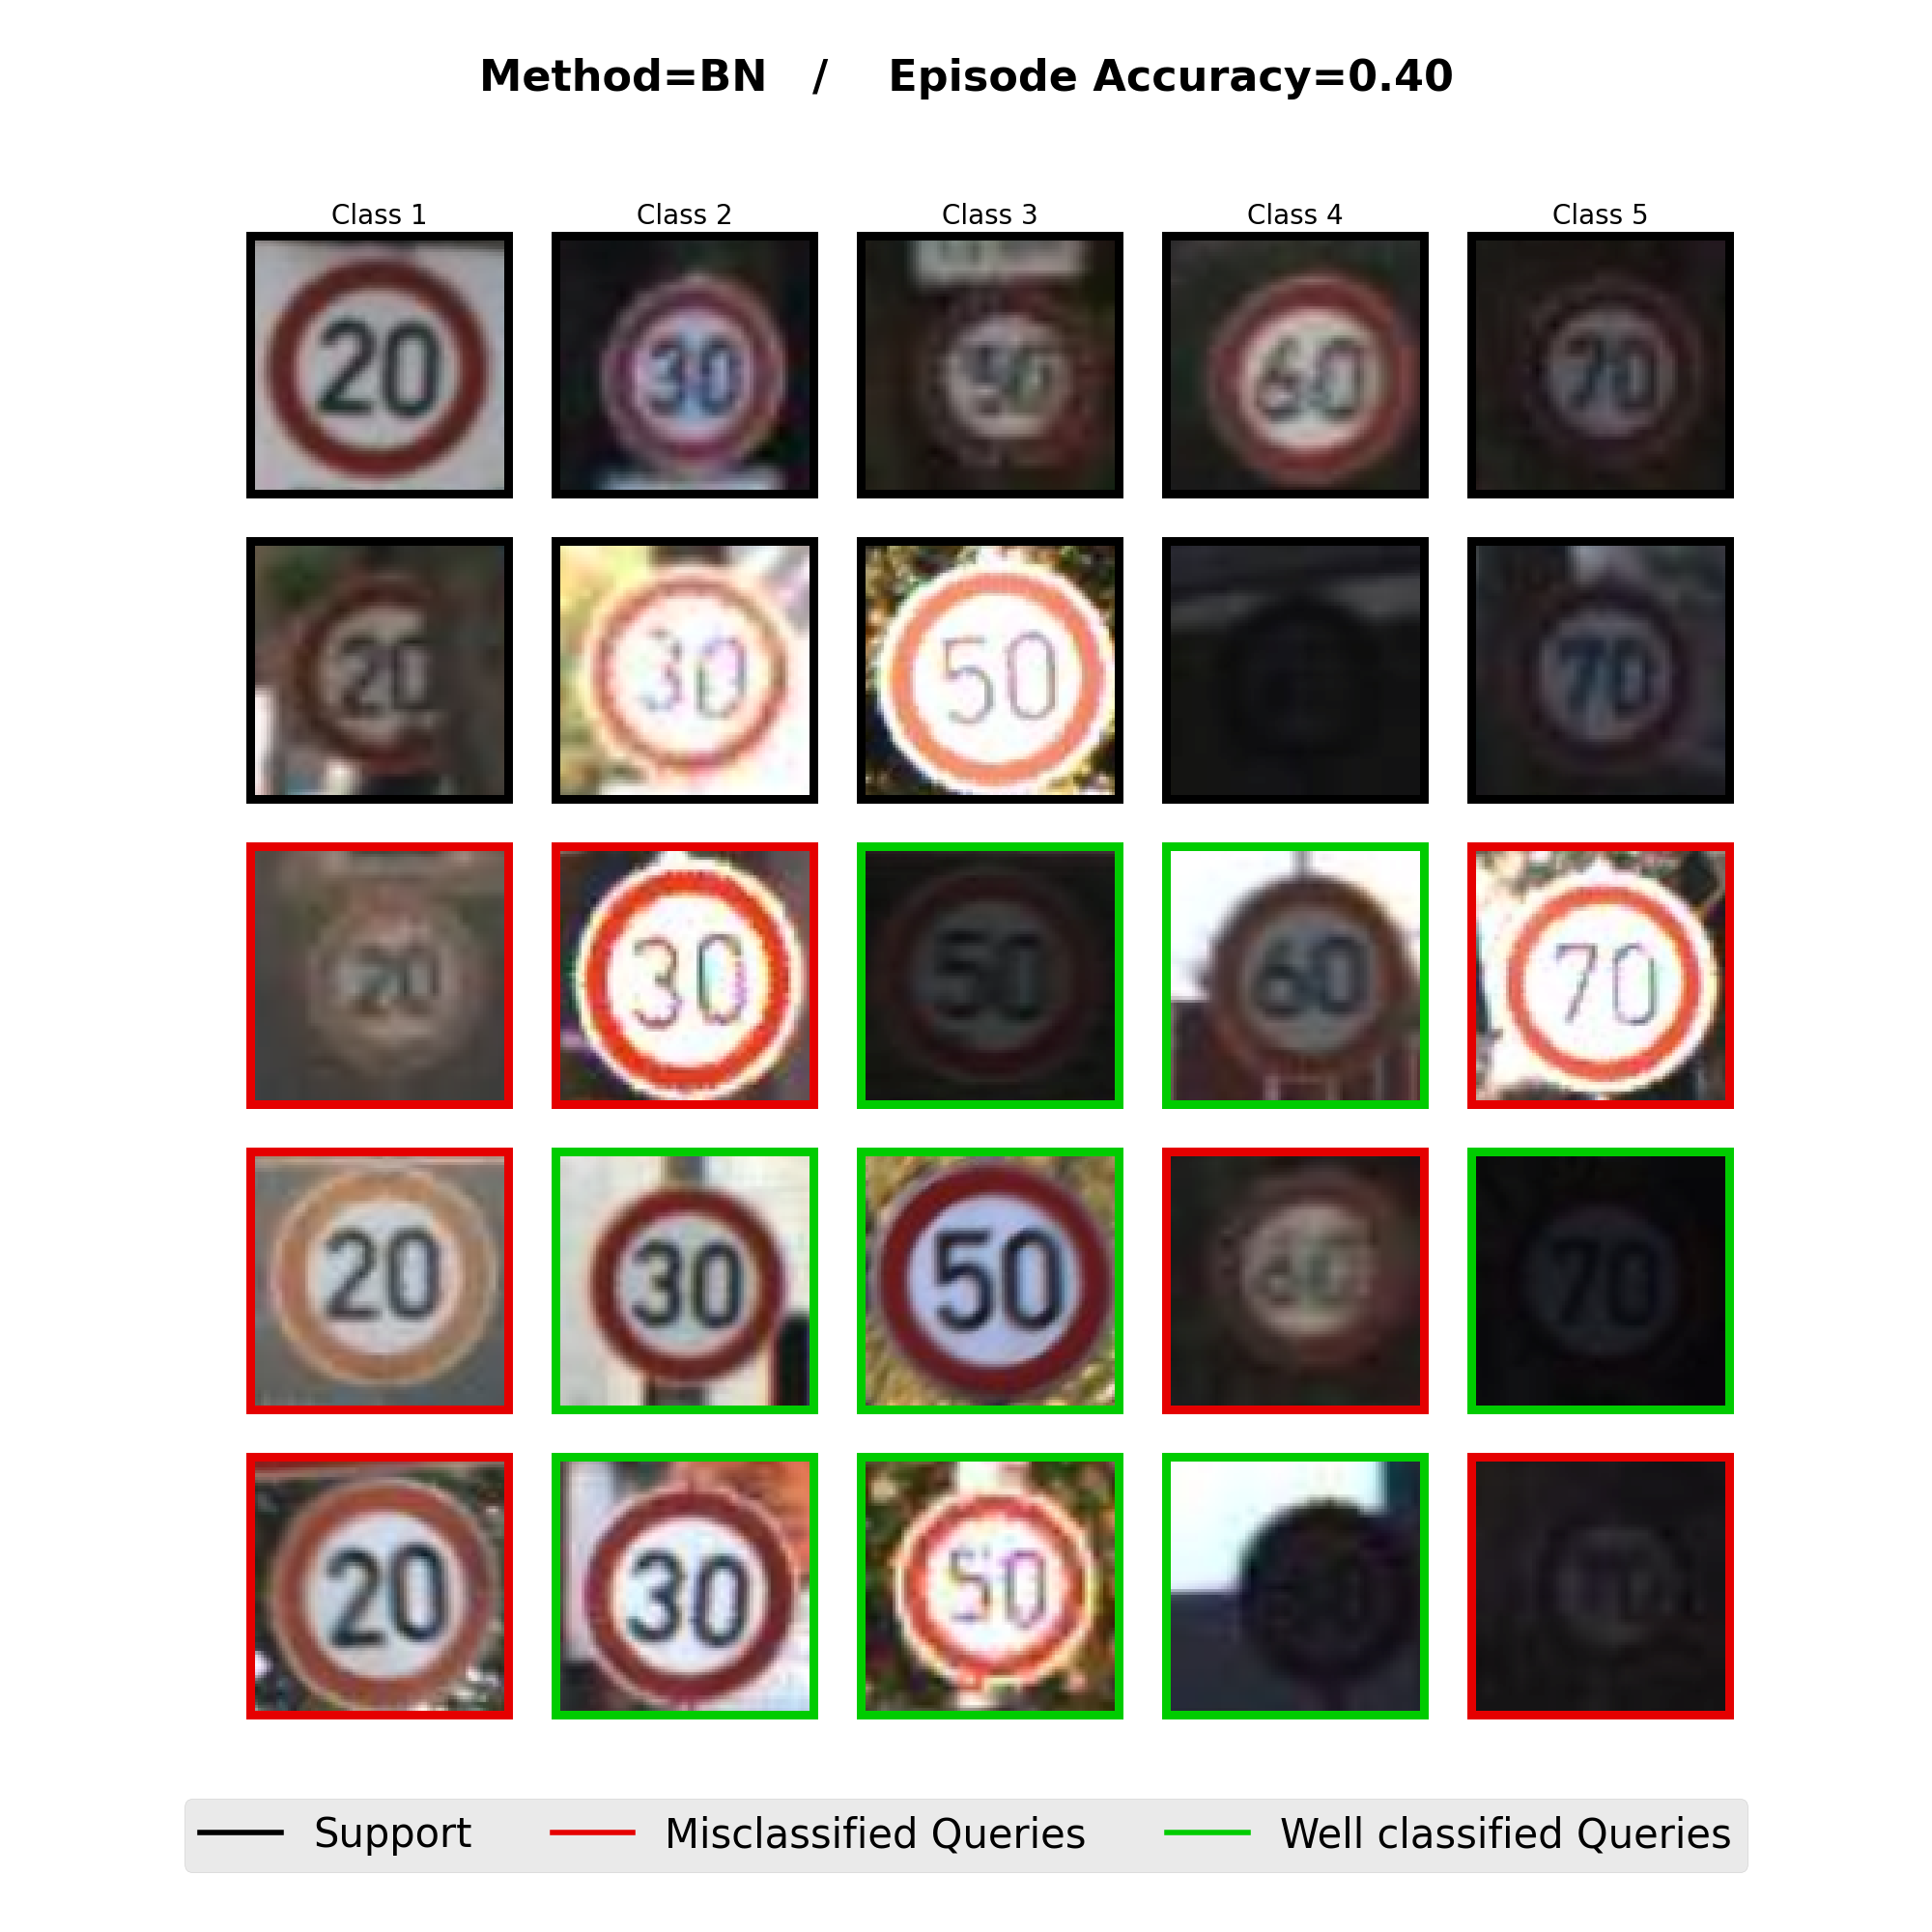 Method=BN / Episode Accuracy=0.40
Class 1 Class 2 Class 3 Class 4 Class 5
20 30 50 60 70
20 30 50 70
20 30 50 60 70
20 30 50 60 70
20 30 50
Support Misclassified Queries Well classified Queries